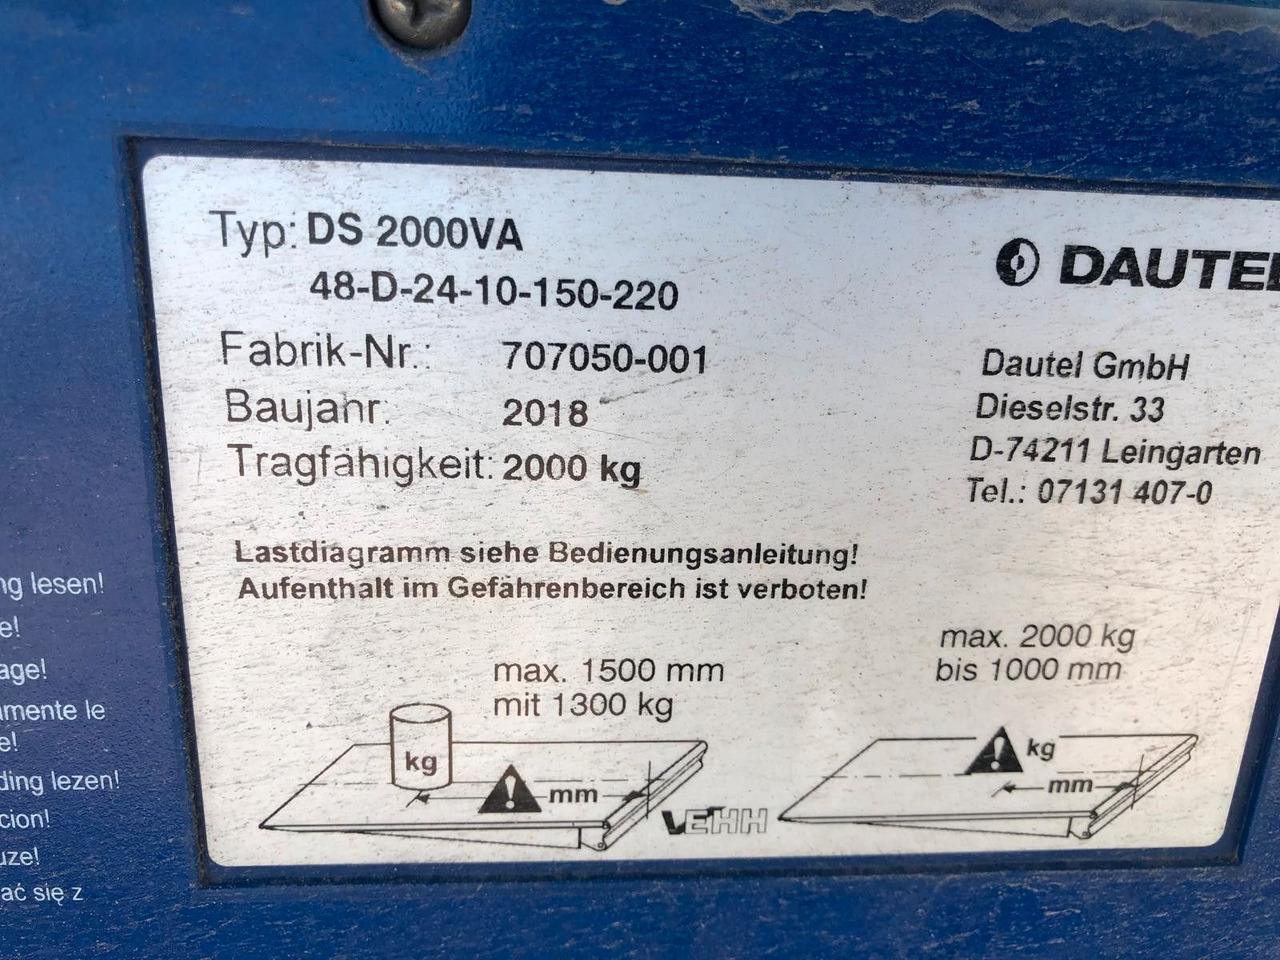 Typ: DS 2000VA
48-D-24-10-150-220
Fabrik-Nr.: 707050-001
Baujahr: 2018
Tragfähigkeit: 2000 kg
DAUTEL
Dautel GmbH
Dieselstr. 33
D-74211 Leingarten
Tel.: 07131 407-0
Lastdiagramm siehe Bedienungsanleitung!
Aufenthalt im Gefährenbereich ist verboten!
max. 1500 mm
mit 1300 kg
kg
mm
max. 2000 kg
bis 1000 mm
kg
mm
ng lesen!
e!
age!
amente le
e!
ding lezen!
cion!
uze!
ać się z